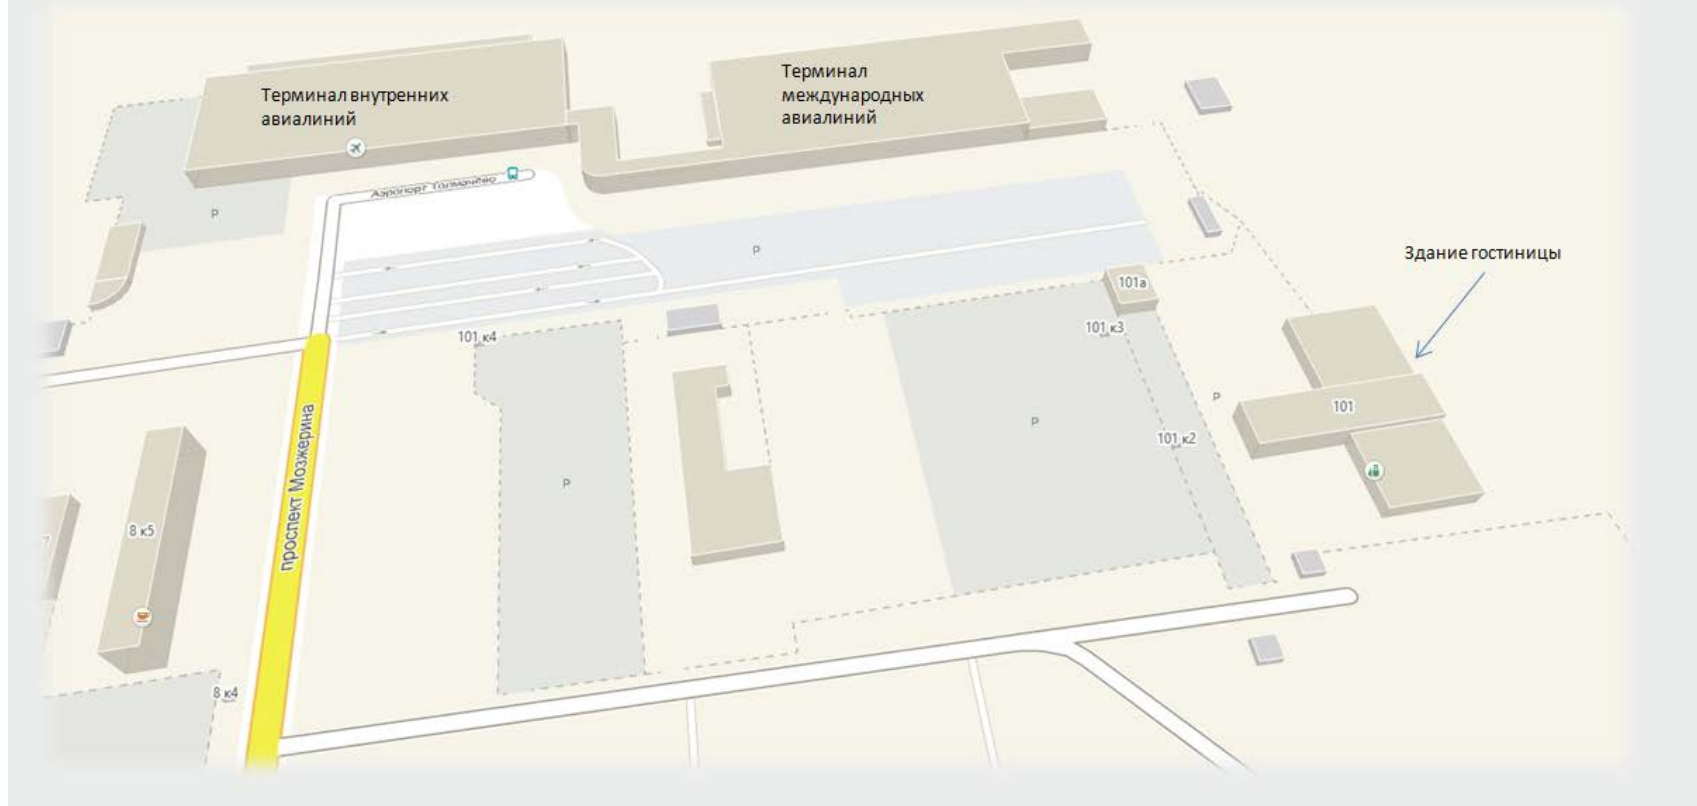 Терминал внутренних
авиалиний
Терминал
международных
авиалиний
Аэропорт Толмачёво
P
P
Здание гостиницы
101а
101 к4
101 к3
P
101
проспект Мозжерина
P
101 к2
P
8 к5
7
8 к4